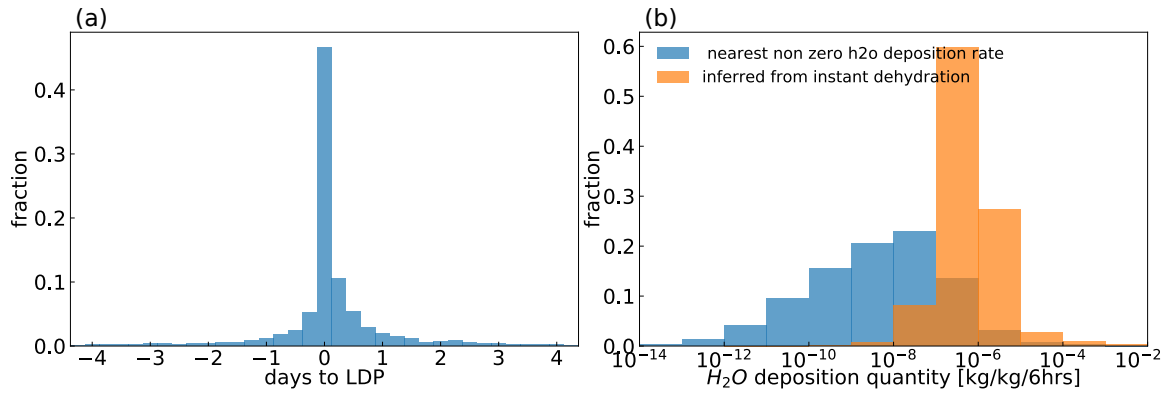 (a)
0.4
0.3
0.2
0.1
0.0
fraction
−4 −3 −2 −1 0 1 2 3 4
days to LDP
(b)
nearest non zero h2o deposition rate
inferred from instant dehydration
0.6
0.5
0.4
0.3
0.2
0.1
0.0
fraction
10⁻¹⁴ 10⁻¹² 10⁻¹⁰ 10⁻⁸ 10⁻⁶ 10⁻⁴ 10⁻²
H₂O deposition quantity [kg/kg/6hrs]